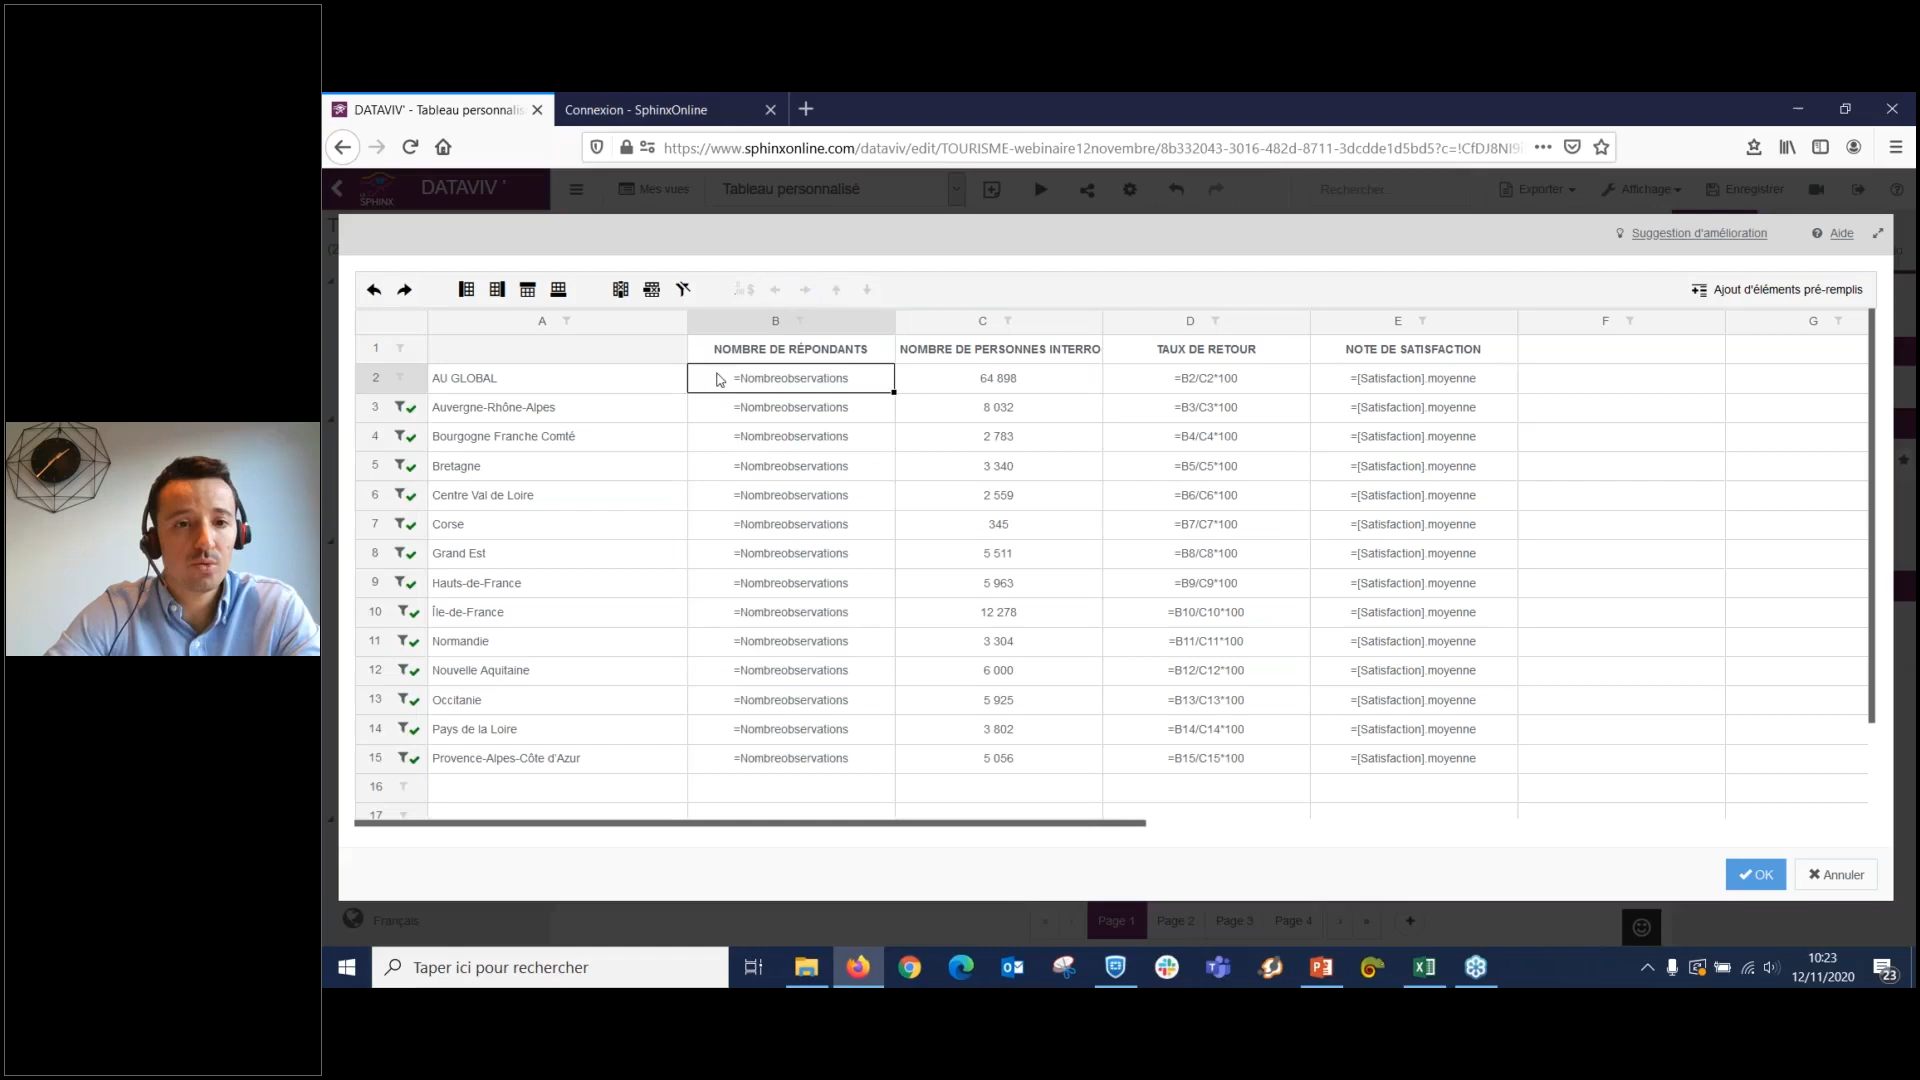 DATAVIV' - Tableau personnalis
Connexion - SphinxOnline
https://www.sphinxonline.com/dataviv/edit/TOURISME-webinaire12novembre/8b332043-3016-482d-8711-3dcdde1d5bd5?c=!CfDJ8NI9
LE SPHINX
DATAVIV '
Mes vues
Tableau personnalisé
Rechercher...
Exporter
Affichage
Enregistrer
Suggestion d'amélioration
Aide
Ajout d'éléments pré-remplis
A B C D E F G
1 NOMBRE DE RÉPONDANTS NOMBRE DE PERSONNES INTERRO TAUX DE RETOUR NOTE DE SATISFACTION
2 AU GLOBAL =Nombreobservations 64 898 =B2/C2*100 =[Satisfaction].moyenne
3 Auvergne-Rhône-Alpes =Nombreobservations 8 032 =B3/C3*100 =[Satisfaction].moyenne
4 Bourgogne Franche Comté =Nombreobservations 2 783 =B4/C4*100 =[Satisfaction].moyenne
5 Bretagne =Nombreobservations 3 340 =B5/C5*100 =[Satisfaction].moyenne
6 Centre Val de Loire =Nombreobservations 2 559 =B6/C6*100 =[Satisfaction].moyenne
7 Corse =Nombreobservations 345 =B7/C7*100 =[Satisfaction].moyenne
8 Grand Est =Nombreobservations 5 511 =B8/C8*100 =[Satisfaction].moyenne
9 Hauts-de-France =Nombreobservations 5 963 =B9/C9*100 =[Satisfaction].moyenne
10 Île-de-France =Nombreobservations 12 278 =B10/C10*100 =[Satisfaction].moyenne
11 Normandie =Nombreobservations 3 304 =B11/C11*100 =[Satisfaction].moyenne
12 Nouvelle Aquitaine =Nombreobservations 6 000 =B12/C12*100 =[Satisfaction].moyenne
13 Occitanie =Nombreobservations 5 925 =B13/C13*100 =[Satisfaction].moyenne
14 Pays de la Loire =Nombreobservations 3 802 =B14/C14*100 =[Satisfaction].moyenne
15 Provence-Alpes-Côte d'Azur =Nombreobservations 5 056 =B15/C15*100 =[Satisfaction].moyenne
16
17
OK
Annuler
Français
Page 1 Page 2 Page 3 Page 4
Taper ici pour rechercher
10:23
12/11/2020
23